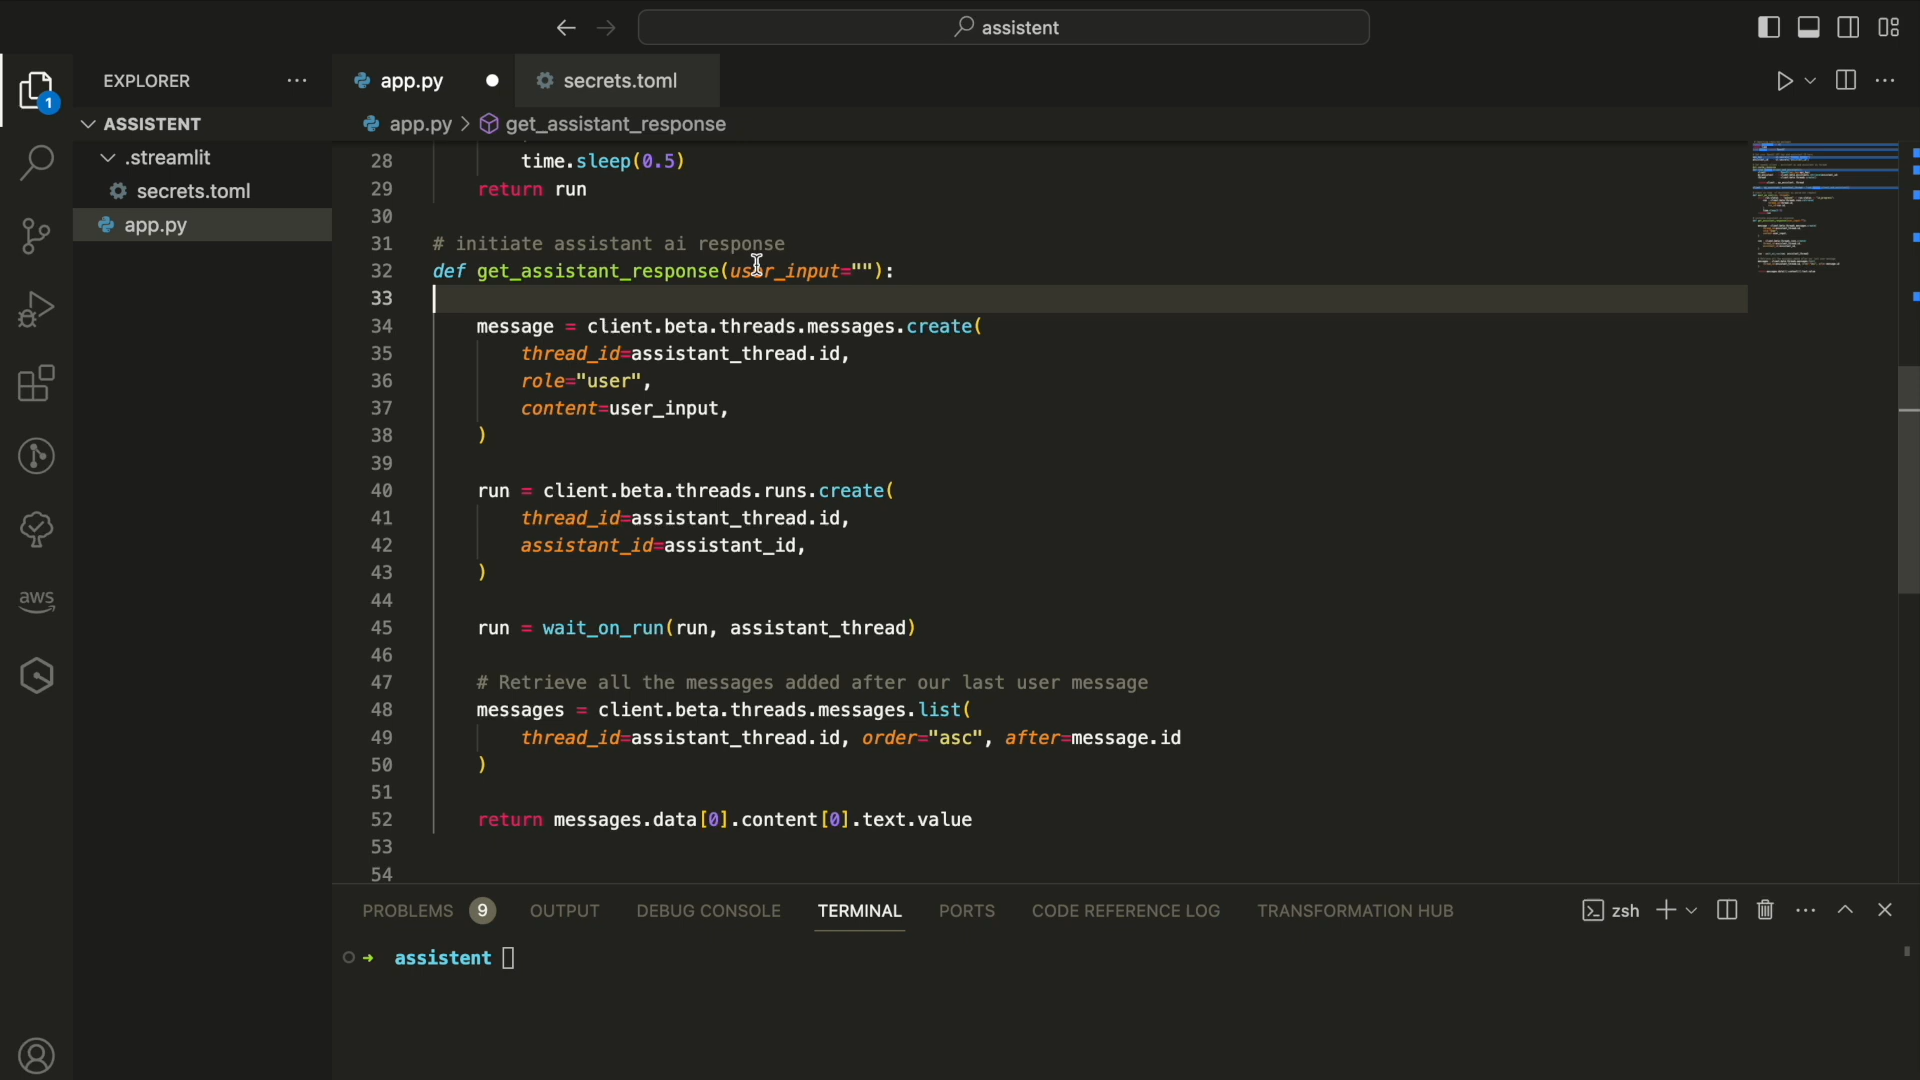 assistent
EXPLORER
1
app.py
secrets.toml
ASSISTENT
.streamlit
secrets.toml
app.py
app.py > get_assistant_response
28 time.sleep(0.5)
29 return run
30
31 # initiate assistant ai response
32 def get_assistant_response(user_input=""):
33
34 message = client.beta.threads.messages.create(
35 thread_id=assistant_thread.id,
36 role="user",
37 content=user_input,
38 )
39
40 run = client.beta.threads.runs.create(
41 thread_id=assistant_thread.id,
42 assistant_id=assistant_id,
43 )
44
45 run = wait_on_run(run, assistant_thread)
46
47 # Retrieve all the messages added after our last user message
48 messages = client.beta.threads.messages.list(
49 thread_id=assistant_thread.id, order="asc", after=message.id
50 )
51
52 return messages.data[0].content[0].text.value
53
54
aws
PROBLEMS 9 OUTPUT DEBUG CONSOLE TERMINAL PORTS CODE REFERENCE LOG TRANSFORMATION HUB zsh
➜ assistent